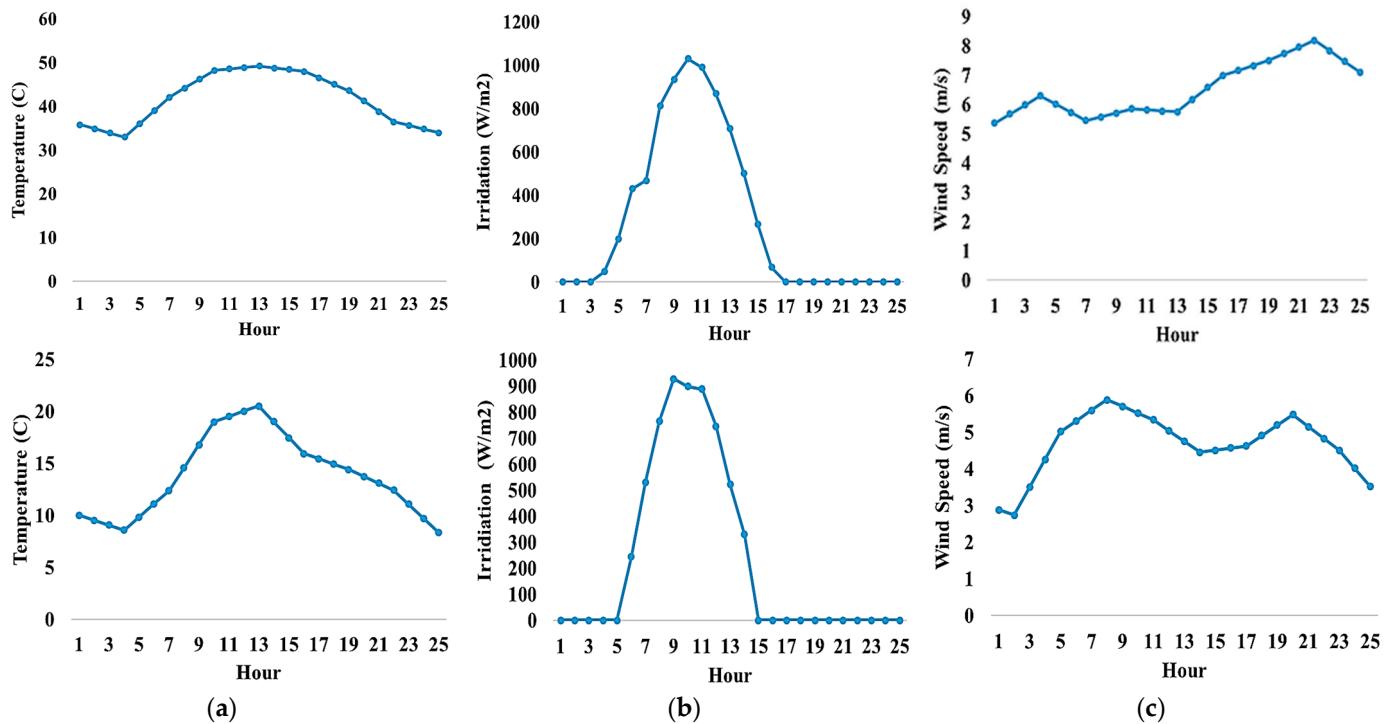 60
50
40
30
20
10
0
Temperature (C)
1 3 5 7 9 11 13 15 17 19 21 23 25
Hour
1200
1000
800
600
400
200
0
Irridation (W/m2)
1 3 5 7 9 11 13 15 17 19 21 23 25
Hour
9
8
7
6
5
4
3
2
1
0
Wind Speed (m/s)
1 3 5 7 9 11 13 15 17 19 21 23 25
Hour
25
20
15
10
5
0
Temperature (C)
1 3 5 7 9 11 13 15 17 19 21 23 25
Hour
1000
900
800
700
600
500
400
300
200
100
0
Irridiation (W/m2)
1 3 5 7 9 11 13 15 17 19 21 23 25
Hour
7
6
5
4
3
2
1
0
Wind Speed (m/s)
1 3 5 7 9 11 13 15 17 19 21 23 25
Hour
(a) (b) (c)